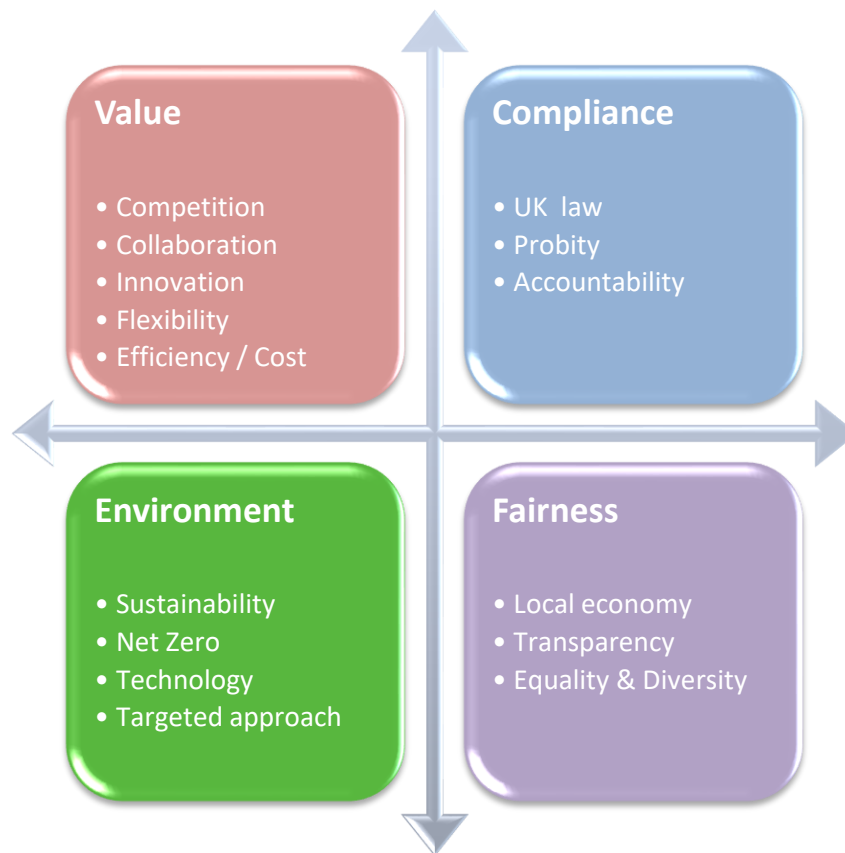 Value
• Competition
• Collaboration
• Innovation
• Flexibility
• Efficiency / Cost
Compliance
• UK  law
• Probity
• Accountability
Environment
• Sustainability
• Net Zero
• Technology
• Targeted approach
Fairness
• Local economy
• Transparency
• Equality & Diversity